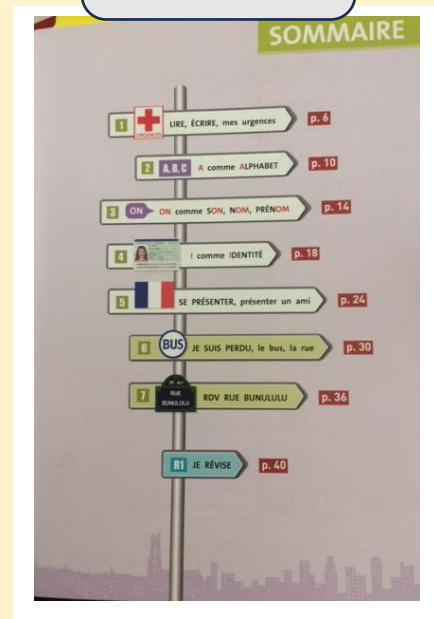 SOMMAIRE
1 URGENCES LIRE, ÉCRIRE, mes urgences p. 6
2 A, B, C A comme ALPHABET p. 10
3 ON ON comme SON, NOM, PRÉNOM p. 14
4 I comme IDENTITÉ p. 18
5 SE PRÉSENTER, présenter un ami p. 24
6 BUS JE SUIS PERDU, le bus, la rue p. 30
7 RUE BUNULULU RDV RUE BUNULULU p. 36
R1 JE RÉVISE p. 40